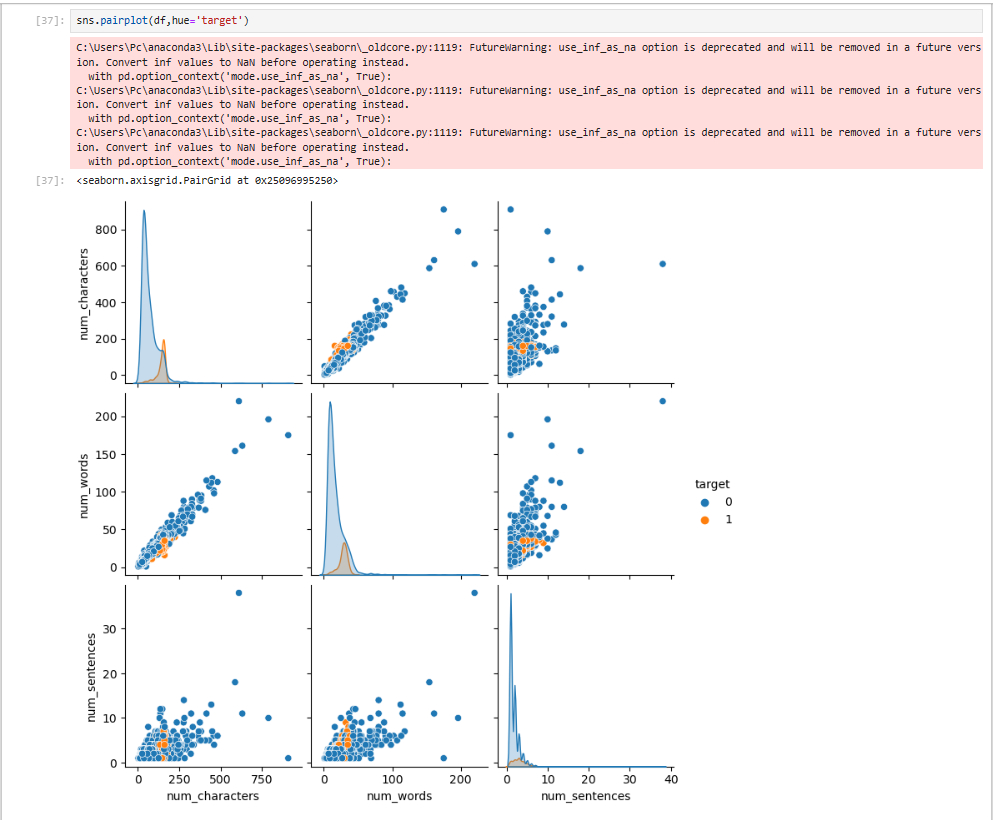 [37]: sns.pairplot(df,hue='target')
C:\Users\Pc\anaconda3\Lib\site-packages\seaborn\_oldcore.py:1119: FutureWarning: use_inf_as_na option is deprecated and will be removed in a future vers
ion. Convert inf values to NaN before operating instead.
  with pd.option_context('mode.use_inf_as_na', True):
C:\Users\Pc\anaconda3\Lib\site-packages\seaborn\_oldcore.py:1119: FutureWarning: use_inf_as_na option is deprecated and will be removed in a future vers
ion. Convert inf values to NaN before operating instead.
  with pd.option_context('mode.use_inf_as_na', True):
C:\Users\Pc\anaconda3\Lib\site-packages\seaborn\_oldcore.py:1119: FutureWarning: use_inf_as_na option is deprecated and will be removed in a future vers
ion. Convert inf values to NaN before operating instead.
  with pd.option_context('mode.use_inf_as_na', True):
[37]: <seaborn.axisgrid.PairGrid at 0x25096995250>
num_characters
800
600
400
200
0
num_words
200
150
100
50
0
target
0
1
num_sentences
30
20
10
0
0 250 500 750
0 100 200
0 10 20 30 40
num_characters
num_words
num_sentences